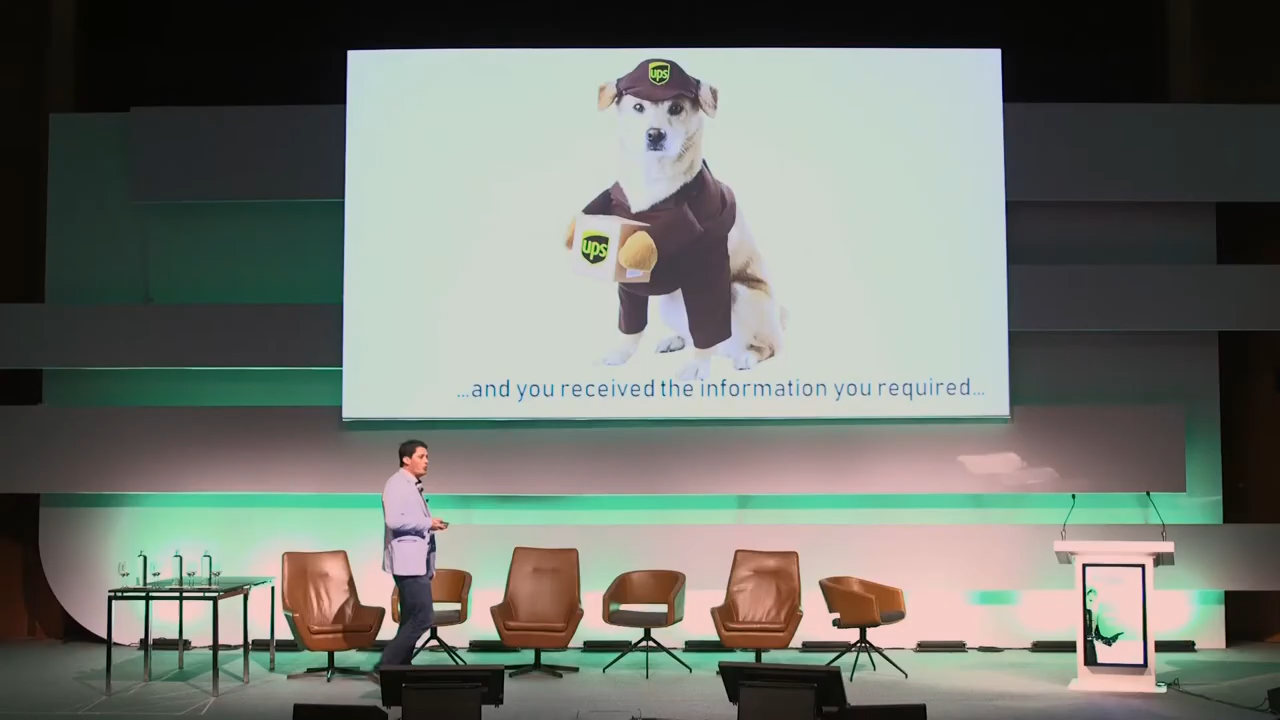 ups
ups
...and you received the information you required...